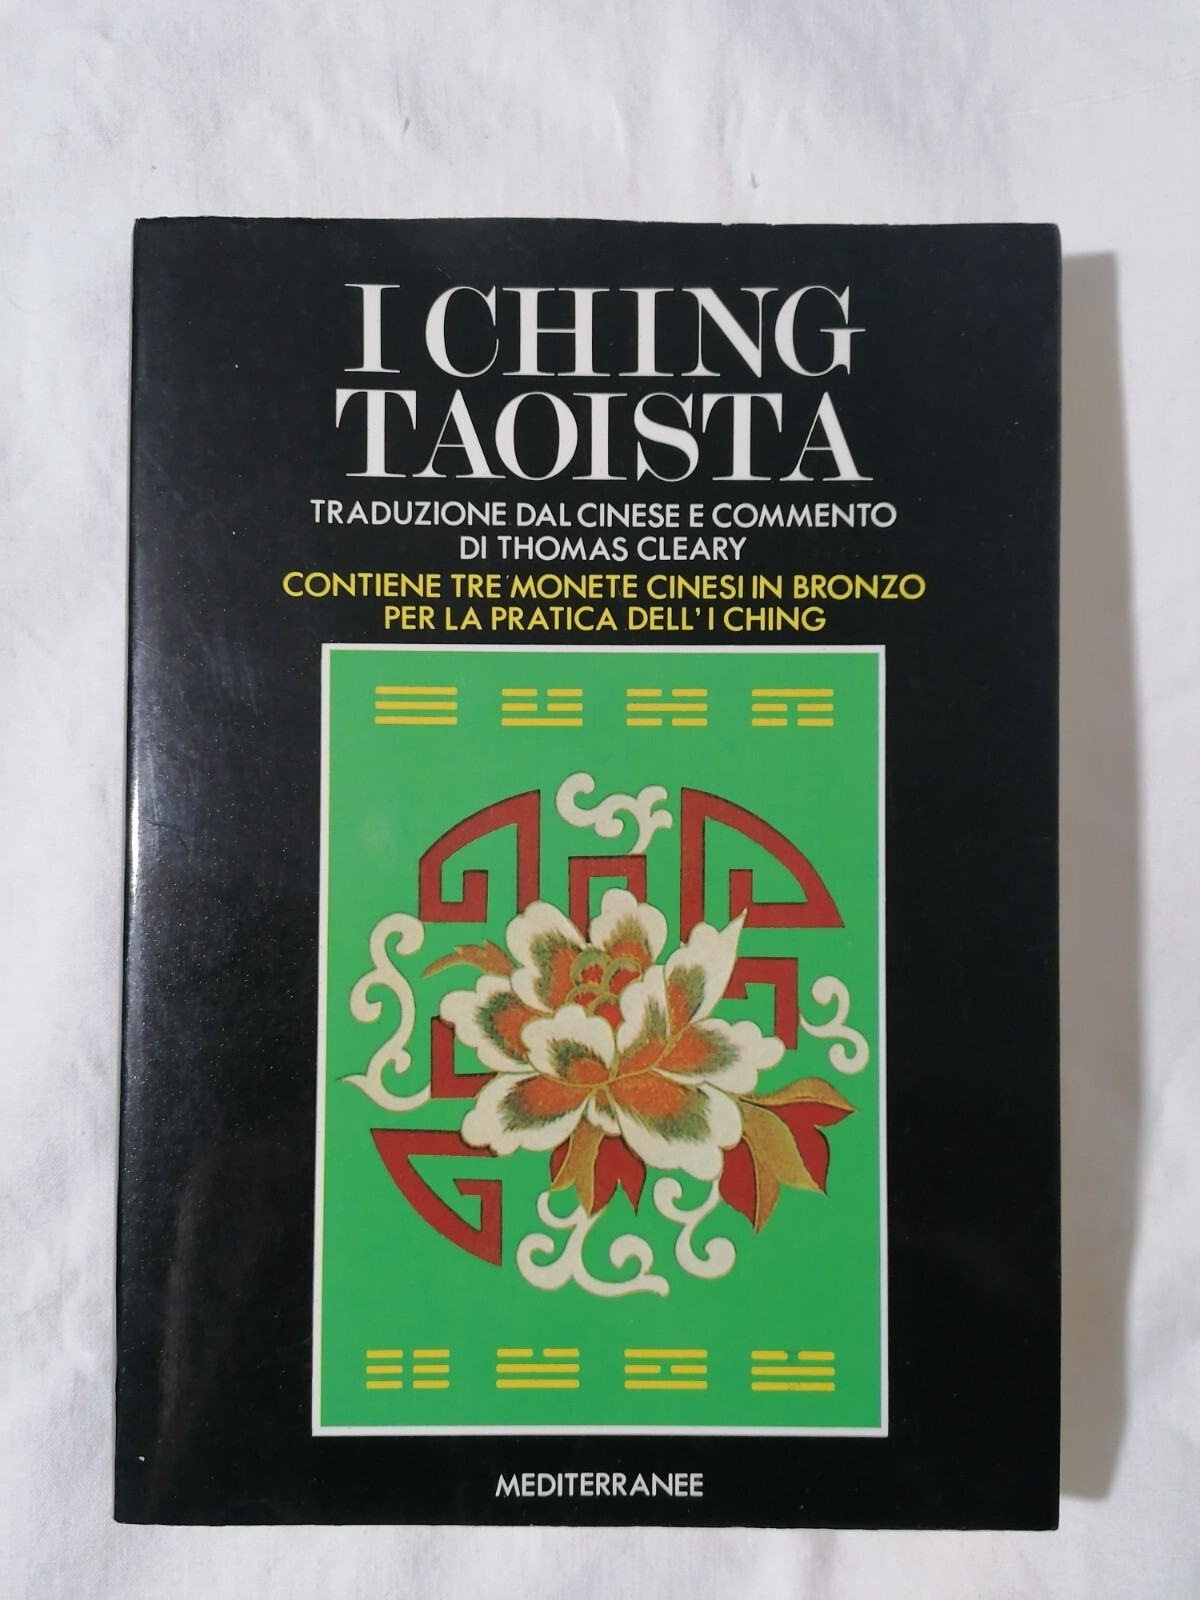 I CHING
TAOISTA
TRADUZIONE DAL CINESE E COMMENTO
DI THOMAS CLEARY
CONTIENE TRE MONETE CINESI IN BRONZO
PER LA PRATICA DELL'I CHING
MEDITERRANEE